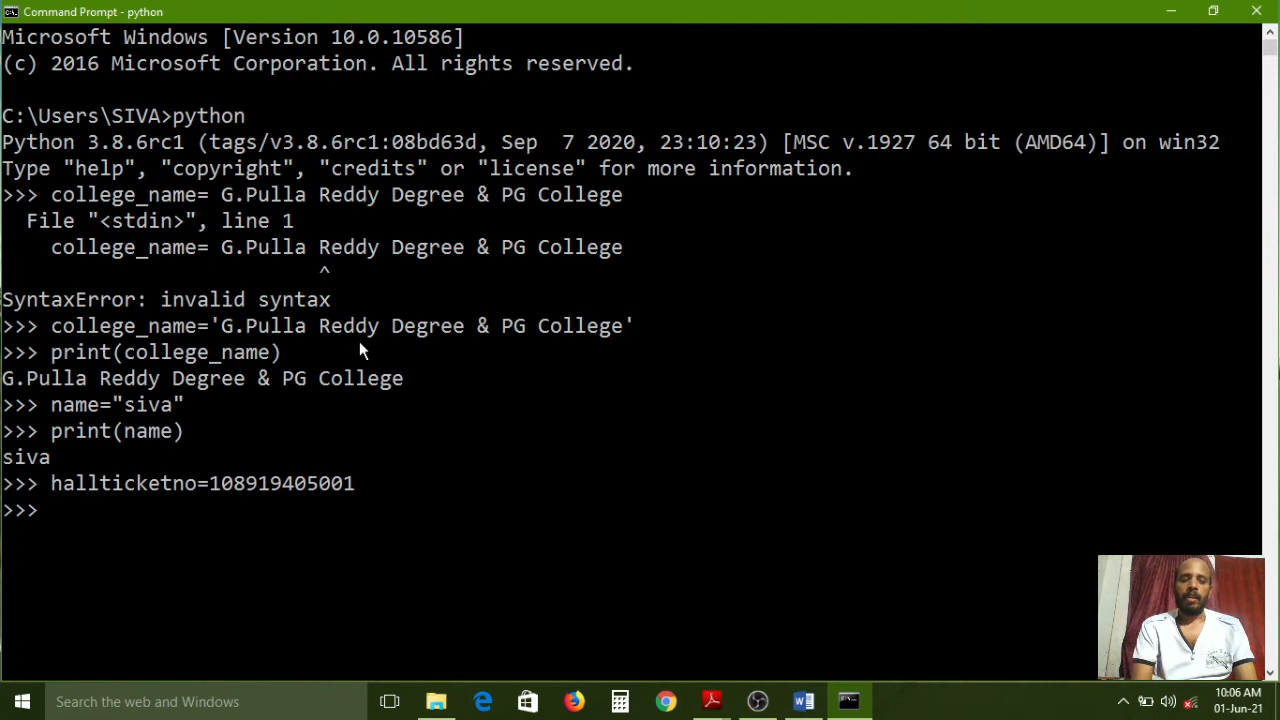 Command Prompt - python
Microsoft Windows [Version 10.0.10586]
(c) 2016 Microsoft Corporation. All rights reserved.
C:\Users\SIVA>python
Python 3.8.6rc1 (tags/v3.8.6rc1:08bd63d, Sep  7 2020, 23:10:23) [MSC v.1927 64 bit (AMD64)] on win32
Type "help", "copyright", "credits" or "license" for more information.
>>> college_name= G.Pulla Reddy Degree & PG College
  File "<stdin>", line 1
    college_name= G.Pulla Reddy Degree & PG College
                          ^
SyntaxError: invalid syntax
>>> college_name='G.Pulla Reddy Degree & PG College'
>>> print(college_name)
G.Pulla Reddy Degree & PG College
>>> name="siva"
>>> print(name)
siva
>>> hallticketno=108919405001
>>>
Search the web and Windows
10:06 AM
01-Jun-21